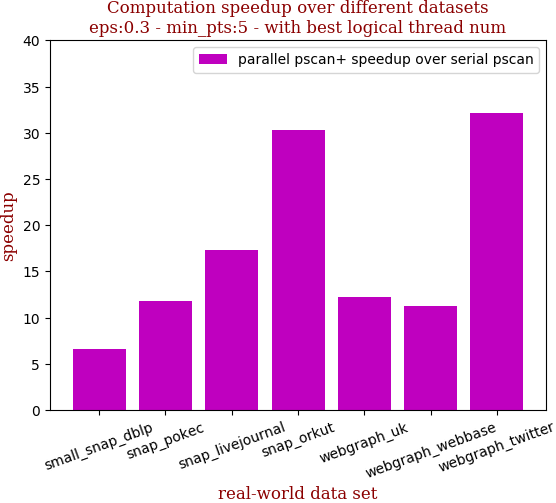 Computation speedup over different datasets
eps:0.3 - min_pts:5 - with best logical thread num
parallel pscan+ speedup over serial pscan
speedup
40
35
30
25
20
15
10
5
0
small_snap_dblp
snap_pokec
snap_livejournal
snap_orkut
webgraph_uk
webgraph_webbase
webgraph_twitter
real-world data set